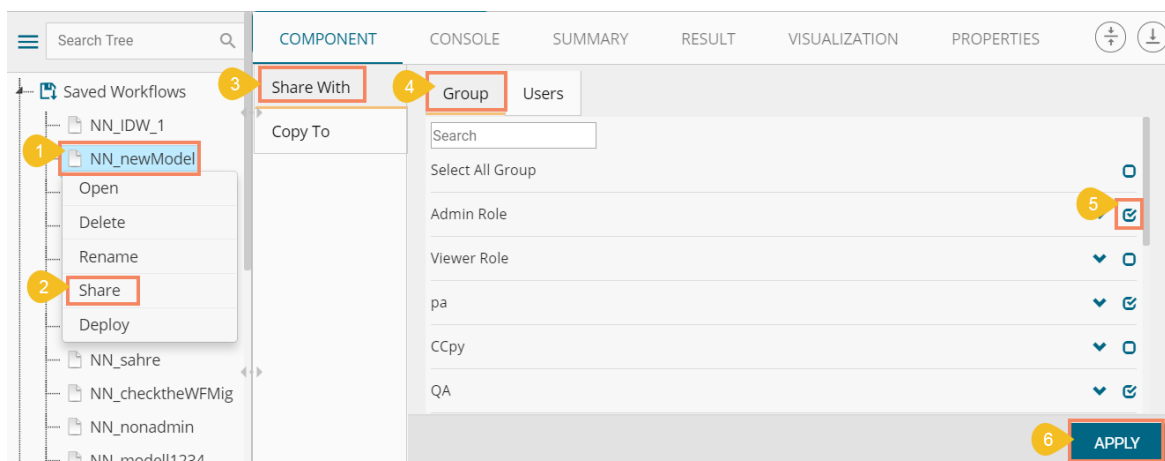 Search Tree
COMPONENT
CONSOLE
SUMMARY
RESULT
VISUALIZATION
PROPERTIES
Saved Workflows
NN_IDW_1
1
NN_newModel
Open
Delete
Rename
2
Share
Deploy
NN_sahre
NN_checktheWFMig
NN_nonadmin
NN_modell1234
3
Share With
Copy To
4
Group
Users
Search
Select All Group
Admin Role
5
Viewer Role
pa
CCpy
QA
6
APPLY